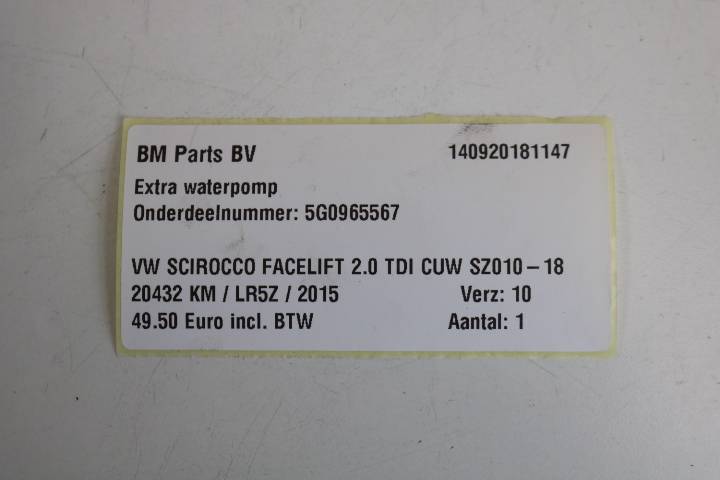 BM Parts BV 140920181147
Extra waterpomp
Onderdeelnummer: 5G0965567
VW SCIROCCO FACELIFT 2.0 TDI CUW SZ010 – 18
20432 KM / LR5Z / 2015 Verz: 10
49.50 Euro incl. BTW Aantal: 1